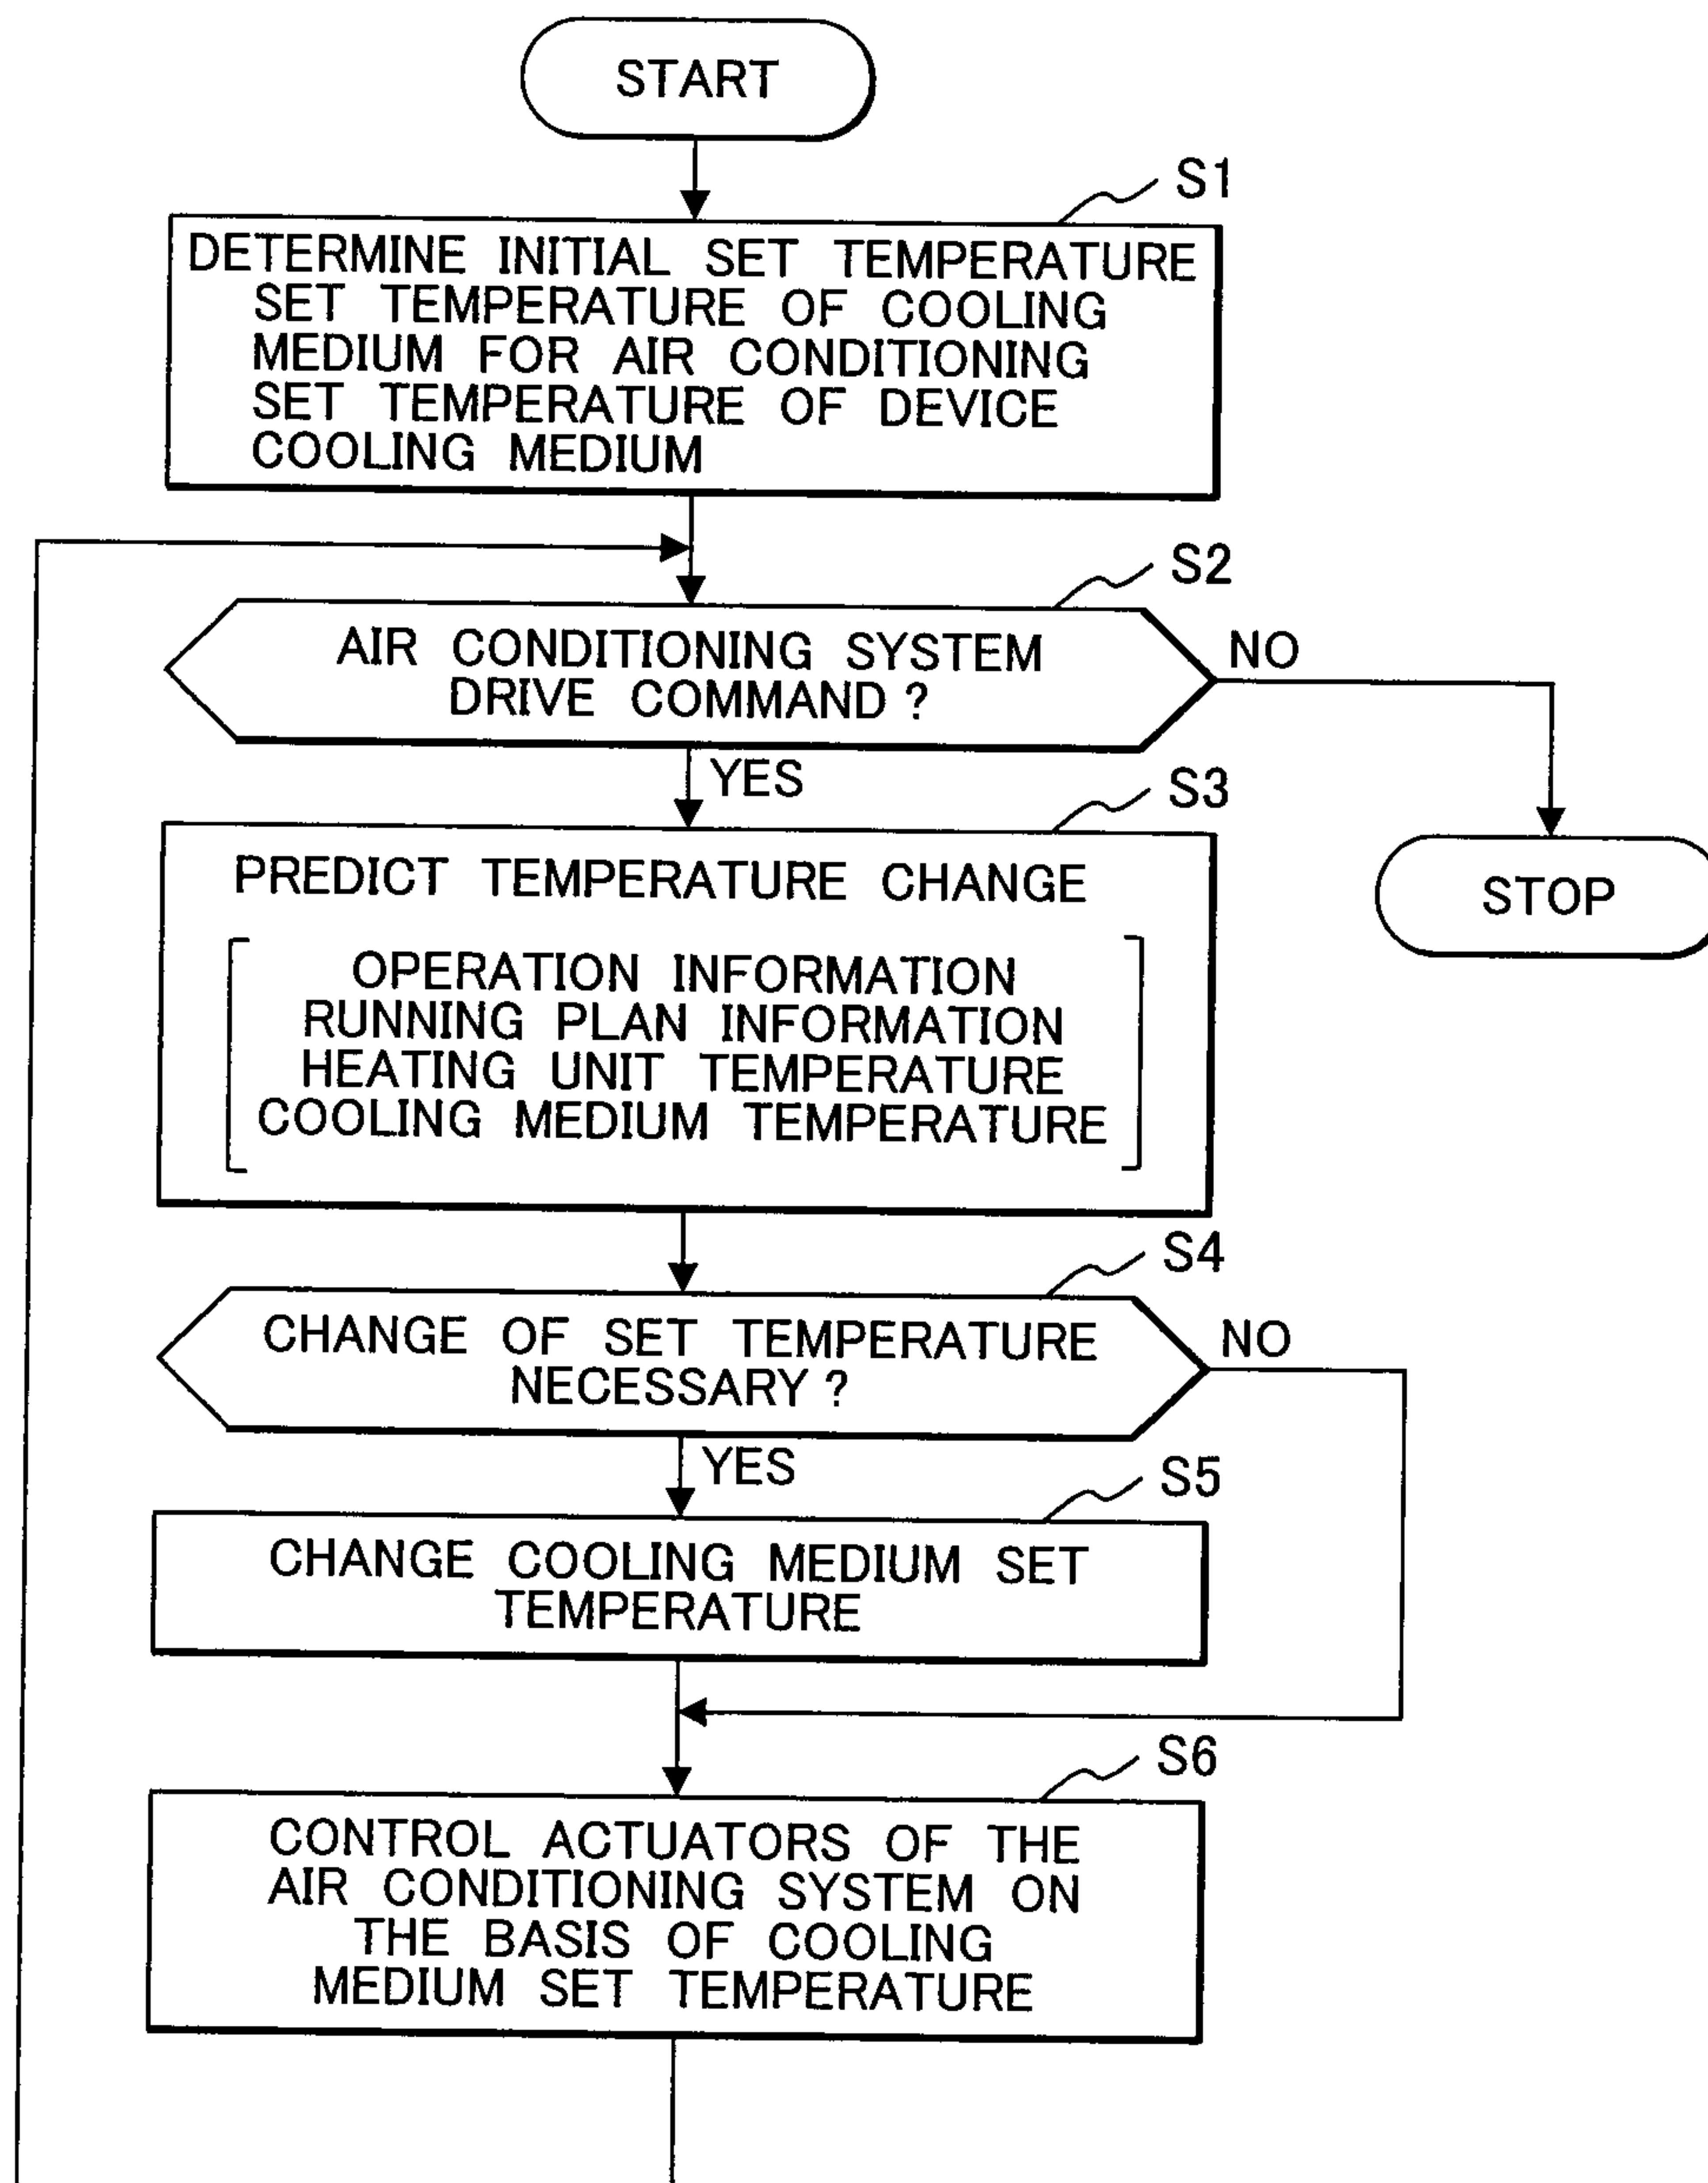 START
S1
DETERMINE INITIAL SET TEMPERATURE
SET TEMPERATURE OF COOLING
MEDIUM FOR AIR CONDITIONING
SET TEMPERATURE OF DEVICE
COOLING MEDIUM
S2
AIR CONDITIONING SYSTEM
DRIVE COMMAND ?
NO
YES
S3
PREDICT TEMPERATURE CHANGE
OPERATION INFORMATION
RUNNING PLAN INFORMATION
HEATING UNIT TEMPERATURE
COOLING MEDIUM TEMPERATURE
STOP
S4
CHANGE OF SET TEMPERATURE
NECESSARY ?
NO
YES
S5
CHANGE COOLING MEDIUM SET
TEMPERATURE
S6
CONTROL ACTUATORS OF THE
AIR CONDITIONING SYSTEM ON
THE BASIS OF COOLING
MEDIUM SET TEMPERATURE